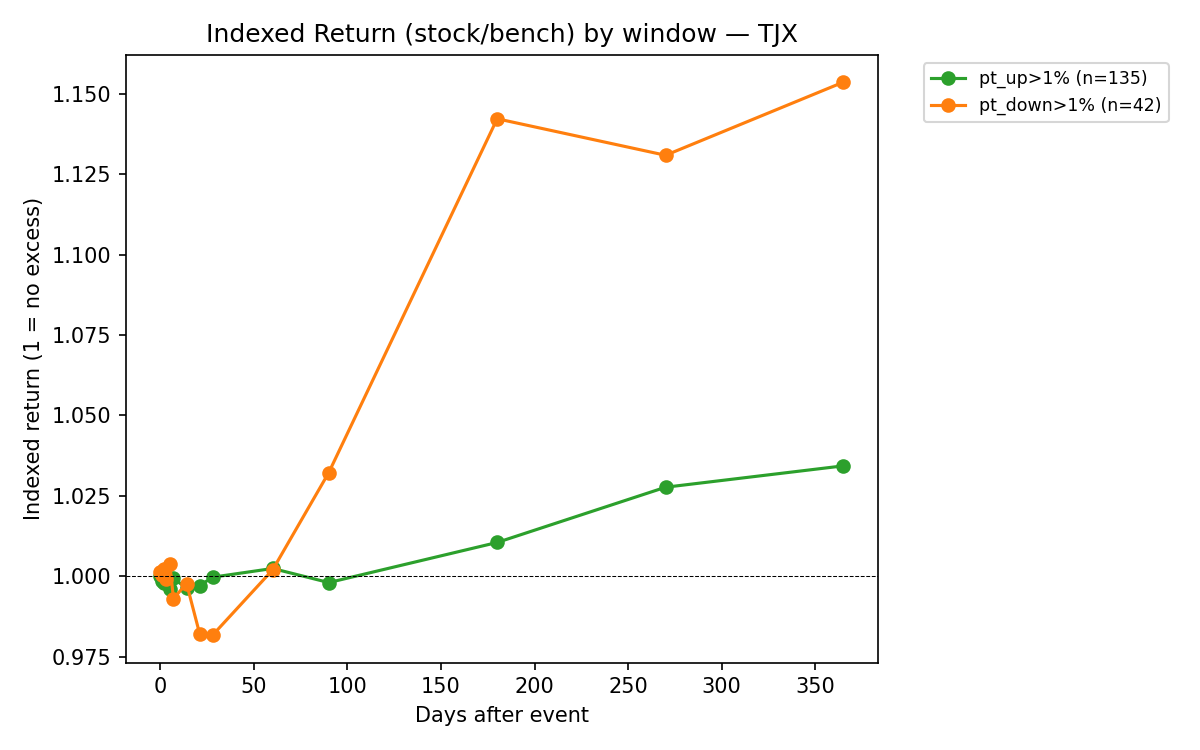 Indexed Return (stock/bench) by window — TJX
pt_up>1% (n=135)
pt_down>1% (n=42)
Indexed return (1 = no excess)
1.150
1.125
1.100
1.075
1.050
1.025
1.000
0.975
0 50 100 150 200 250 300 350
Days after event